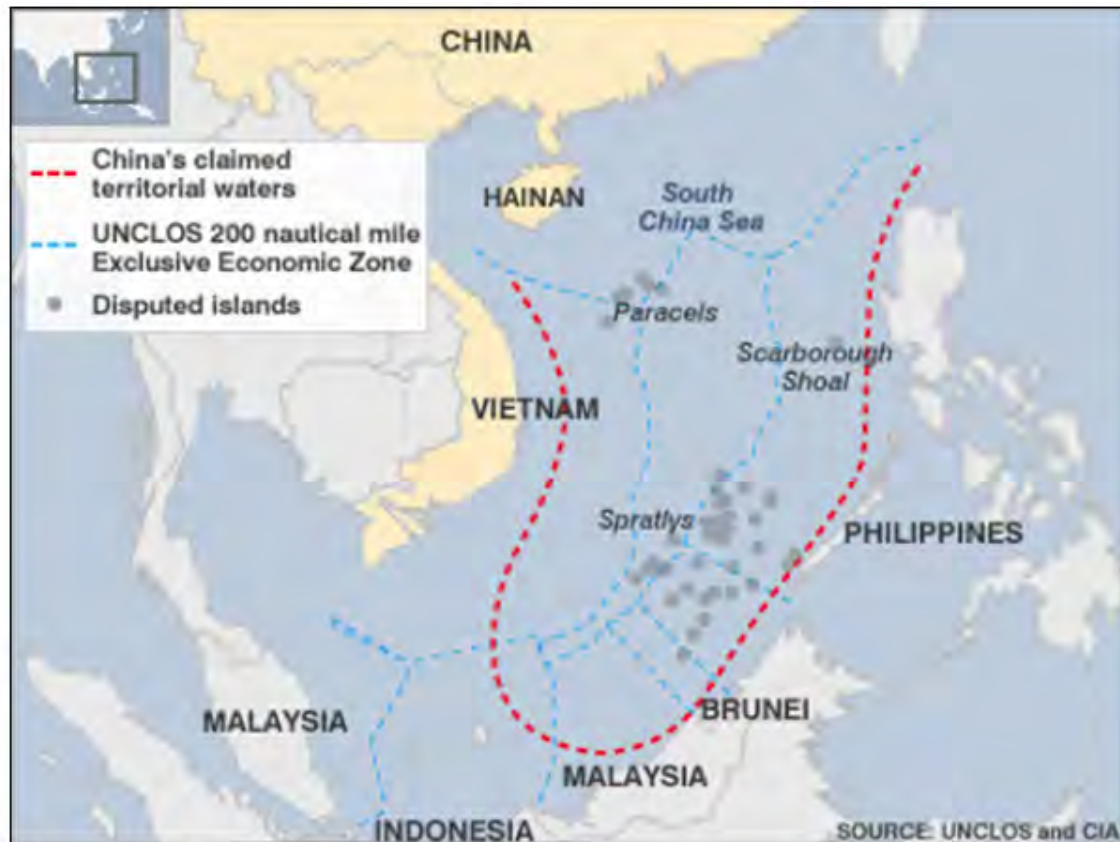 CHINA
China's claimed
territorial waters
UNCLOS 200 nautical mile
Exclusive Economic Zone
Disputed islands
HAINAN
South
China Sea
Paracels
Scarborough
Shoal
VIETNAM
Spratlys
PHILIPPINES
MALAYSIA
BRUNEI
MALAYSIA
INDONESIA
SOURCE: UNCLOS and CIA